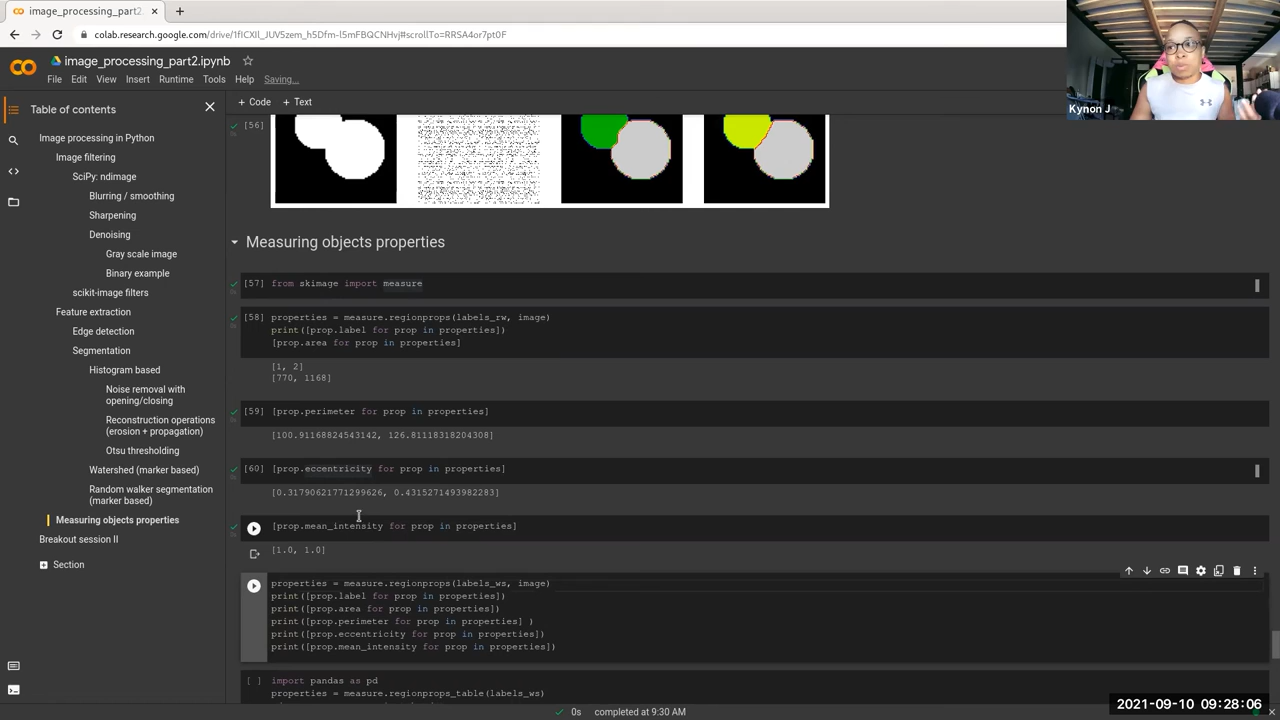 image_processing_part2.ipynb
colab.research.google.com/drive/1fICXIl_JUV5zem_h5Dfm-l5mFBQCNHvj#scrollTo=RRSA4or7pt0F
image_processing_part2.ipynb
File Edit View Insert Runtime Tools Help Saving...
Kynon J
Table of contents
+ Code + Text
Image processing in Python
Image filtering
SciPy: ndimage
Blurring / smoothing
Sharpening
Denoising
Gray scale image
Binary example
scikit-image filters
Feature extraction
Edge detection
Segmentation
Histogram based
Noise removal with
opening/closing
Reconstruction operations
(erosion + propagation)
Otsu thresholding
Watershed (marker based)
Random walker segmentation
(marker based)
Measuring objects properties
Breakout session II
Section
[56]
Measuring objects properties
[57] from skimage import measure
[58] properties = measure.regionprops(labels_rw, image)
print([prop.label for prop in properties])
[prop.area for prop in properties]
[1, 2]
[770, 1168]
[59] [prop.perimeter for prop in properties]
[100.91168824543142, 126.81118318204308]
[60] [prop.eccentricity for prop in properties]
[0.31790621771299626, 0.4315271493982283]
[prop.mean_intensity for prop in properties]
[1.0, 1.0]
properties = measure.regionprops(labels_ws, image)
print([prop.label for prop in properties])
print([prop.area for prop in properties])
print([prop.perimeter for prop in properties] )
print([prop.eccentricity for prop in properties])
print([prop.mean_intensity for prop in properties])
[ ] import pandas as pd
properties = measure.regionprops_table(labels_ws)
0s completed at 9:30 AM
2021-09-10 09:28:06